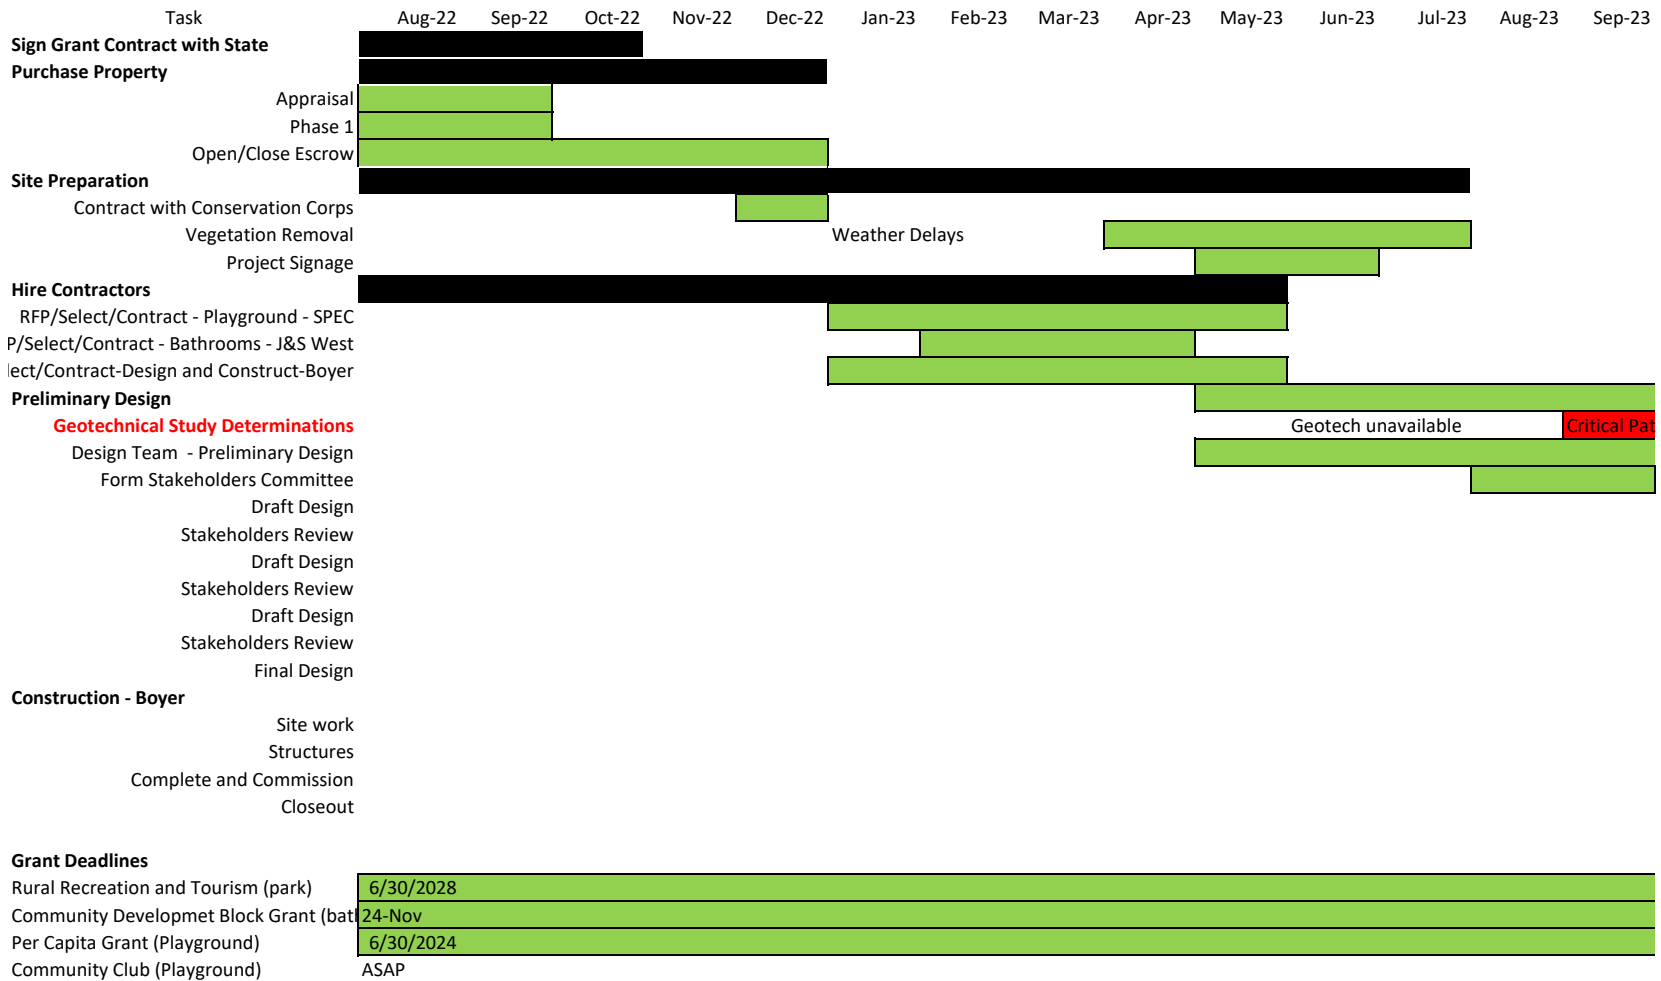 Task Aug-22 Sep-22 Oct-22 Nov-22 Dec-22 Jan-23 Feb-23 Mar-23 Apr-23 May-23 Jun-23 Jul-23 Aug-23 Sep-23
Sign Grant Contract with State
Purchase Property
Appraisal
Phase 1
Open/Close Escrow
Site Preparation
Contract with Conservation Corps
Vegetation Removal Weather Delays
Project Signage
Hire Contractors
RFP/Select/Contract - Playground - SPEC
P/Select/Contract - Bathrooms - J&S West
lect/Contract-Design and Construct-Boyer
Preliminary Design
Geotechnical Study Determinations Geotech unavailable Critical Pat
Design Team - Preliminary Design
Form Stakeholders Committee
Draft Design
Stakeholders Review
Draft Design
Stakeholders Review
Draft Design
Stakeholders Review
Final Design
Construction - Boyer
Site work
Structures
Complete and Commission
Closeout
Grant Deadlines
Rural Recreation and Tourism (park) 6/30/2028
Community Developmet Block Grant (bath 24-Nov
Per Capita Grant (Playground) 6/30/2024
Community Club (Playground) ASAP